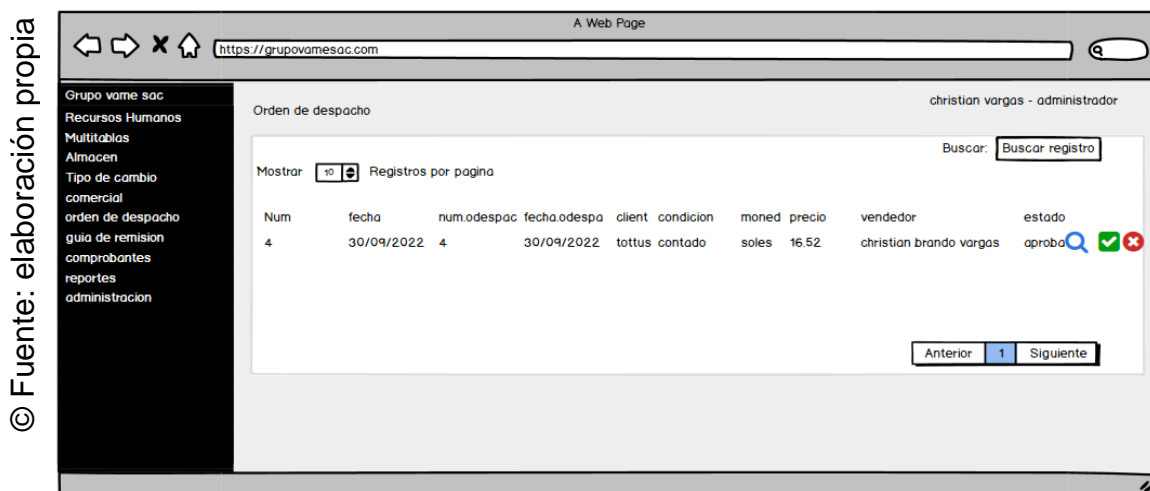 © Fuente: elaboración propia
A Web Page
https://grupovamesac.com
Grupo vame sac
Recursos Humanos
Multitablas
Almacen
Tipo de cambio
comercial
orden de despacho
guia de remision
comprobantes
reportes
administracion
christian vargas - administrador
Orden de despacho
Buscar: Buscar registro
Mostrar 10 Registros por pagina
Num fecha num.odespac fecha.odespa client condicion moned precio vendedor estado
4 30/09/2022 4 30/09/2022 tottus contado soles 16.52 christian brando vargas aproba
Anterior 1 Siguiente